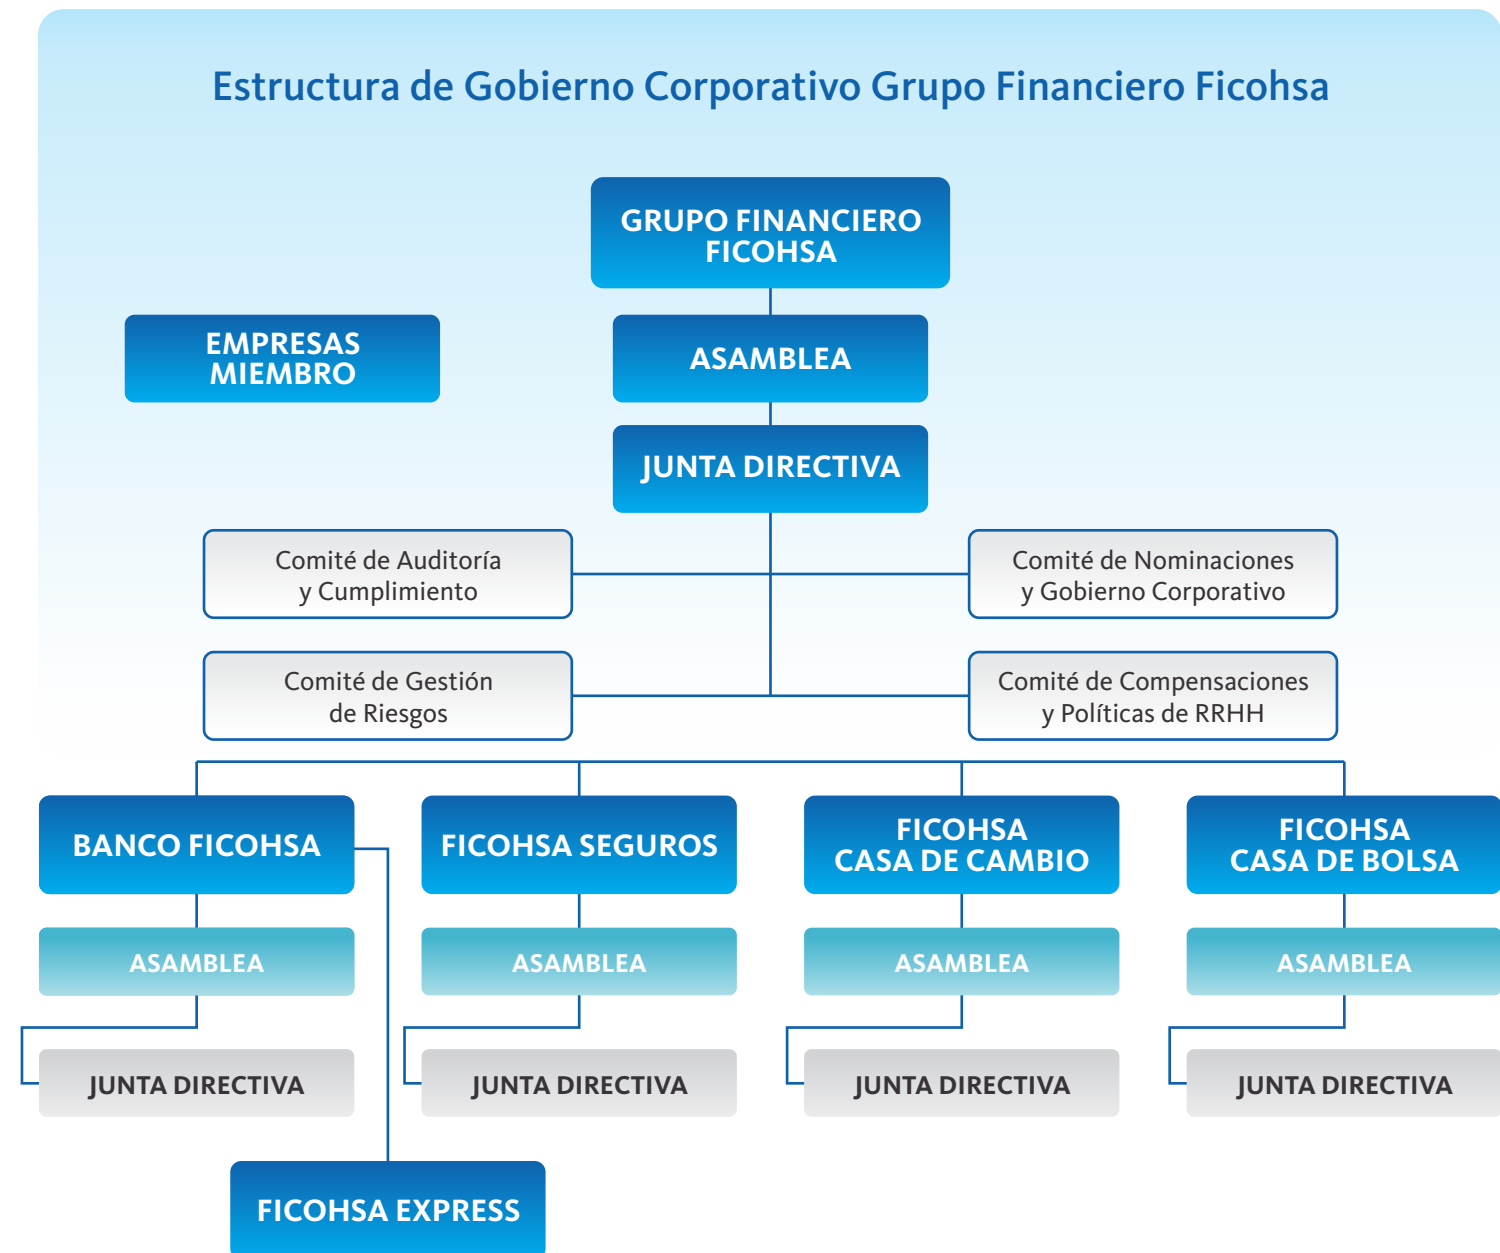 Estructura de Gobierno Corporativo Grupo Financiero Ficohsa
GRUPO FINANCIERO
FICOHSA
EMPRESAS
MIEMBRO
ASAMBLEA
JUNTA DIRECTIVA
Comité de Auditoría
y Cumplimiento
Comité de Nominaciones
y Gobierno Corporativo
Comité de Gestión
de Riesgos
Comité de Compensaciones
y Políticas de RRHH
BANCO FICOHSA
FICOHSA SEGUROS
FICOHSA
CASA DE CAMBIO
FICOHSA
CASA DE BOLSA
ASAMBLEA
ASAMBLEA
ASAMBLEA
ASAMBLEA
JUNTA DIRECTIVA
JUNTA DIRECTIVA
JUNTA DIRECTIVA
JUNTA DIRECTIVA
FICOHSA EXPRESS